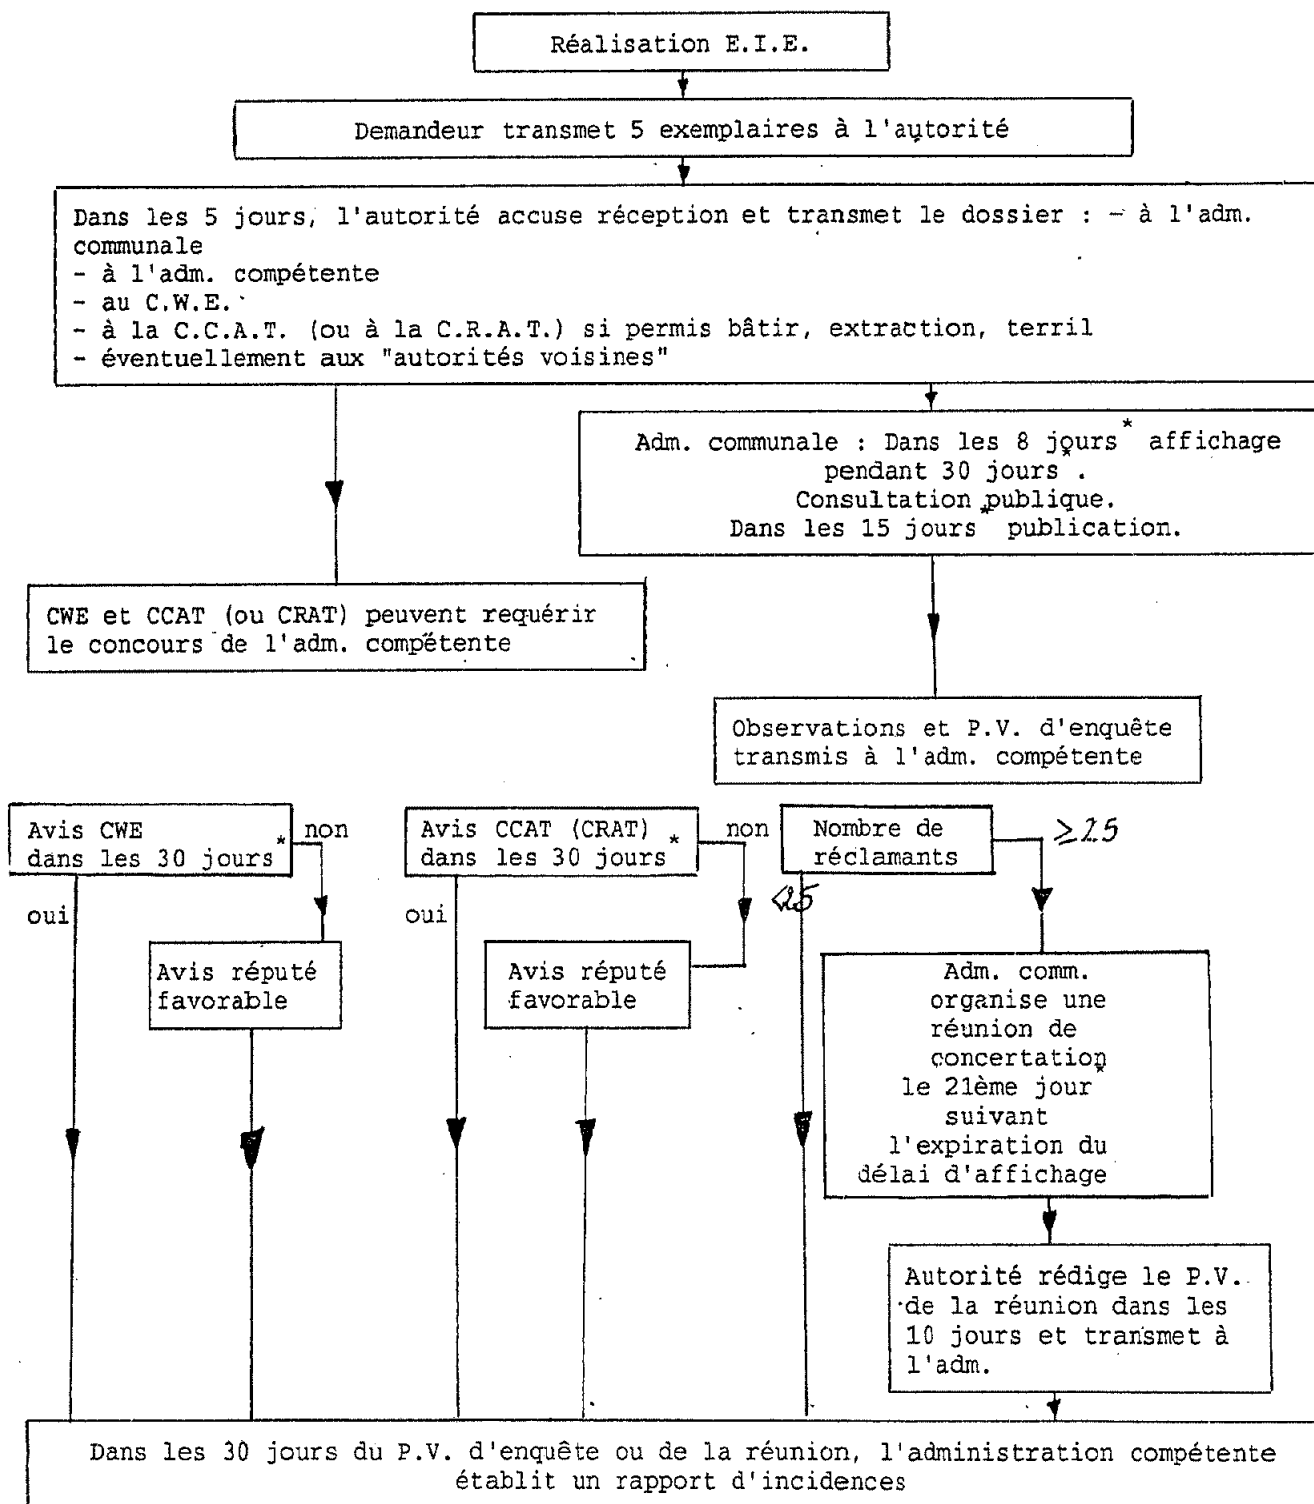 Réalisation E.I.E.
Demandeur transmet 5 exemplaires à l'autorité
Dans les 5 jours, l'autorité accuse réception et transmet le dossier : - à l'adm.
communale
- à l'adm. compétente
- au C.W.E.
- à la C.C.A.T. (ou à la C.R.A.T.) si permis bâtir, extraction, terril
- éventuellement aux "autorités voisines"
Adm. communale : Dans les 8 jours* affichage
pendant 30 jours*.
Consultation publique.
Dans les 15 jours* publication.
CWE et CCAT (ou CRAT) peuvent requérir
le concours de l'adm. compétente
Observations et P.V. d'enquête
transmis à l'adm. compétente
Avis CWE
dans les 30 jours*
non
oui
Avis réputé
favorable
Avis CCAT (CRAT)
dans les 30 jours*
non
oui
Avis réputé
favorable
Nombre de
réclamants
≥25
<25
Adm. comm.
organise une
réunion de
concertation
le 21ème jour*
suivant
l'expiration du
délai d'affichage
Autorité rédige le P.V.
de la réunion dans les
10 jours et transmet à
l'adm.
Dans les 30 jours du P.V. d'enquête ou de la réunion, l'administration compétente
établit un rapport d'incidences